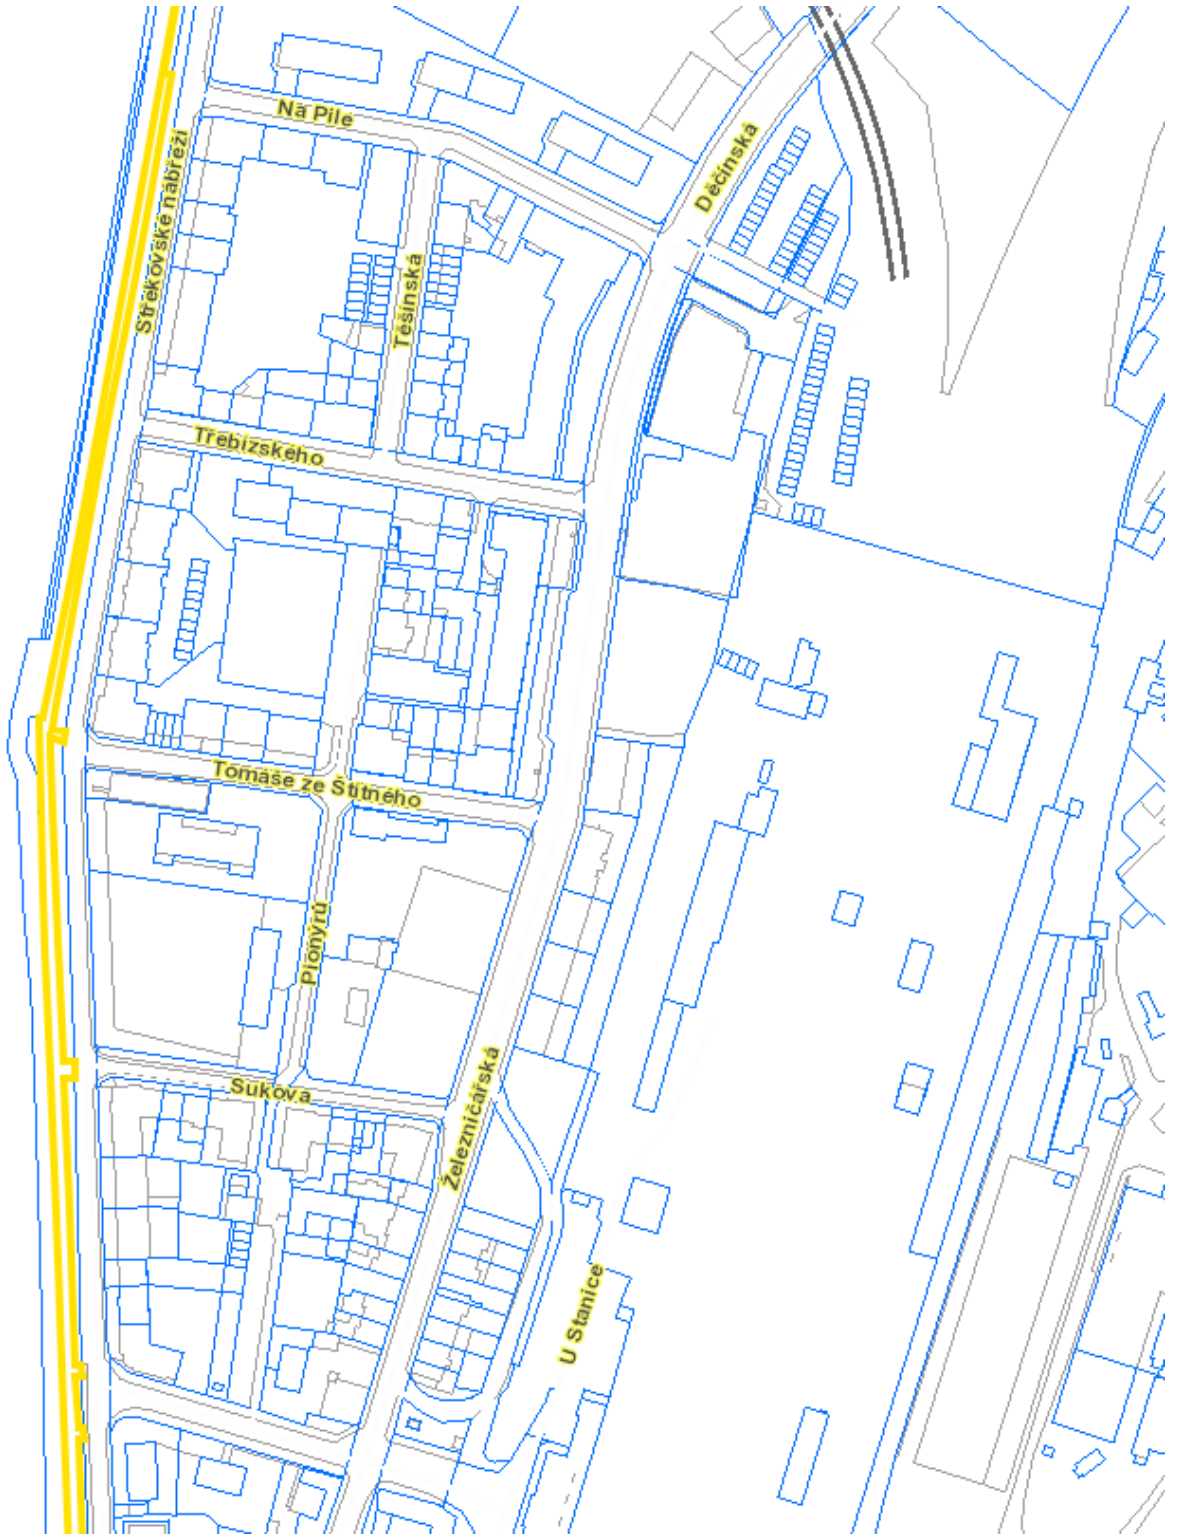 Na Pile
Děčínská
Střekovské nábřeží
Těšínská
Třebízského
Tomáše ze Štítného
Pionýrů
Sukova
Železničářská
U Stanice